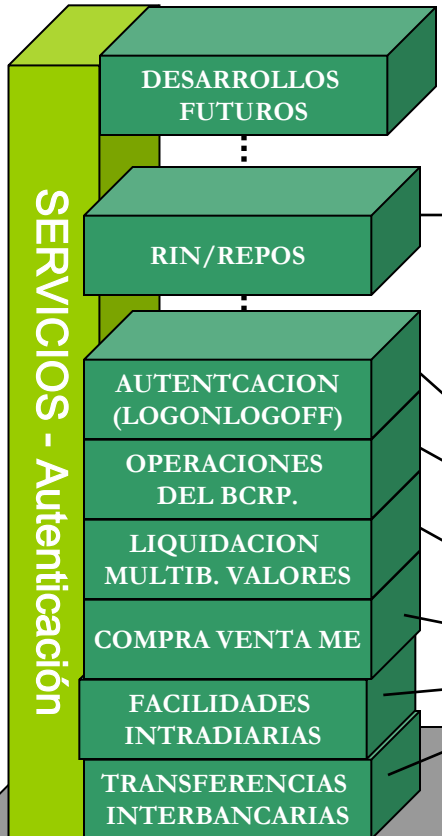 DESARROLLOS
FUTUROS
RIN/REPOS
AUTENTCACION
(LOGONLOGOFF)
OPERACIONES
DEL BCRP.
LIQUIDACION
MULTIB. VALORES
COMPRA VENTA ME
FACILIDADES
INTRADIARIAS
TRANSFERENCIAS
INTERBANCARIAS
SERVICIOS - Autenticación